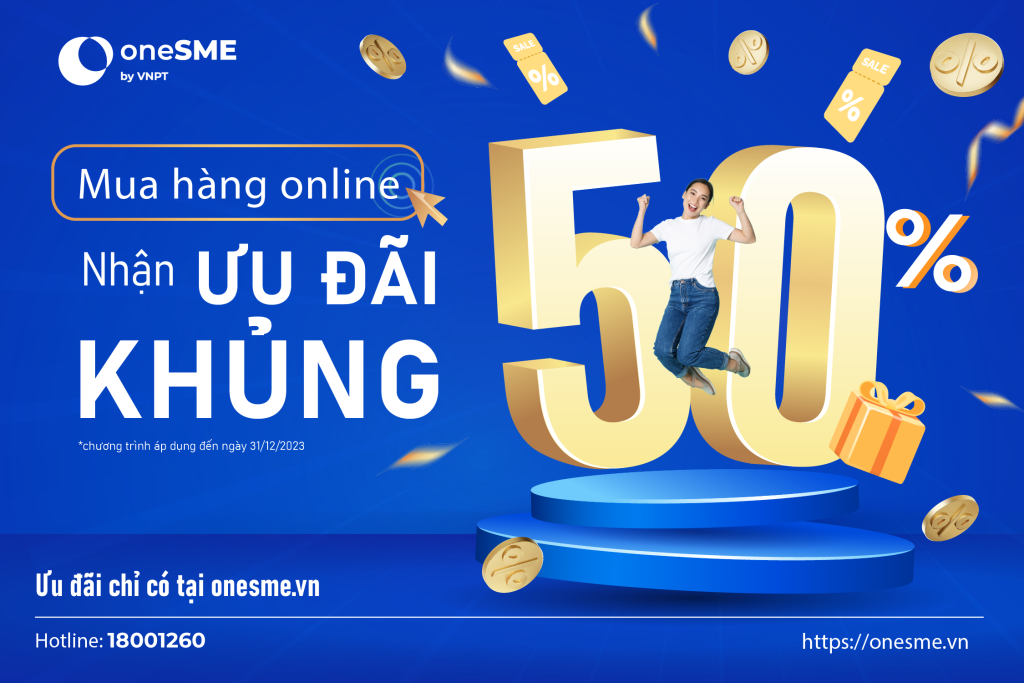 oneSME
by VNPT
SALE
%
SALE
%
%
%
%
Mua hàng online
Nhận ƯU ĐÃI
KHỦNG
50%
*chương trình áp dụng đến ngày 31/12/2023
%
%
Ưu đãi chỉ có tại onesme.vn
Hotline: 18001260
https://onesme.vn